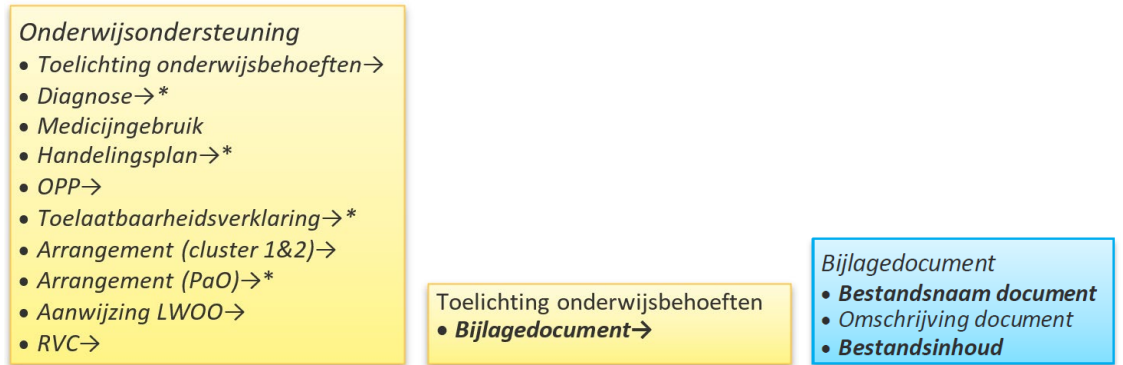 Onderwijsondersteuning
• Toelichting onderwijsbehoeften→
• Diagnose→*
• Medicijngebruik
• Handelingsplan→*
• OPP→
• Toelaatbaarheidsverklaring→*
• Arrangement (cluster 1&2)→
• Arrangement (PaO)→*
• Aanwijzing LWOO→
• RVC→
Toelichting onderwijsbehoeften
• Bijlagedocument→
Bijlagedocument
• Bestandsnaam document
• Omschrijving document
• Bestandsinhoud